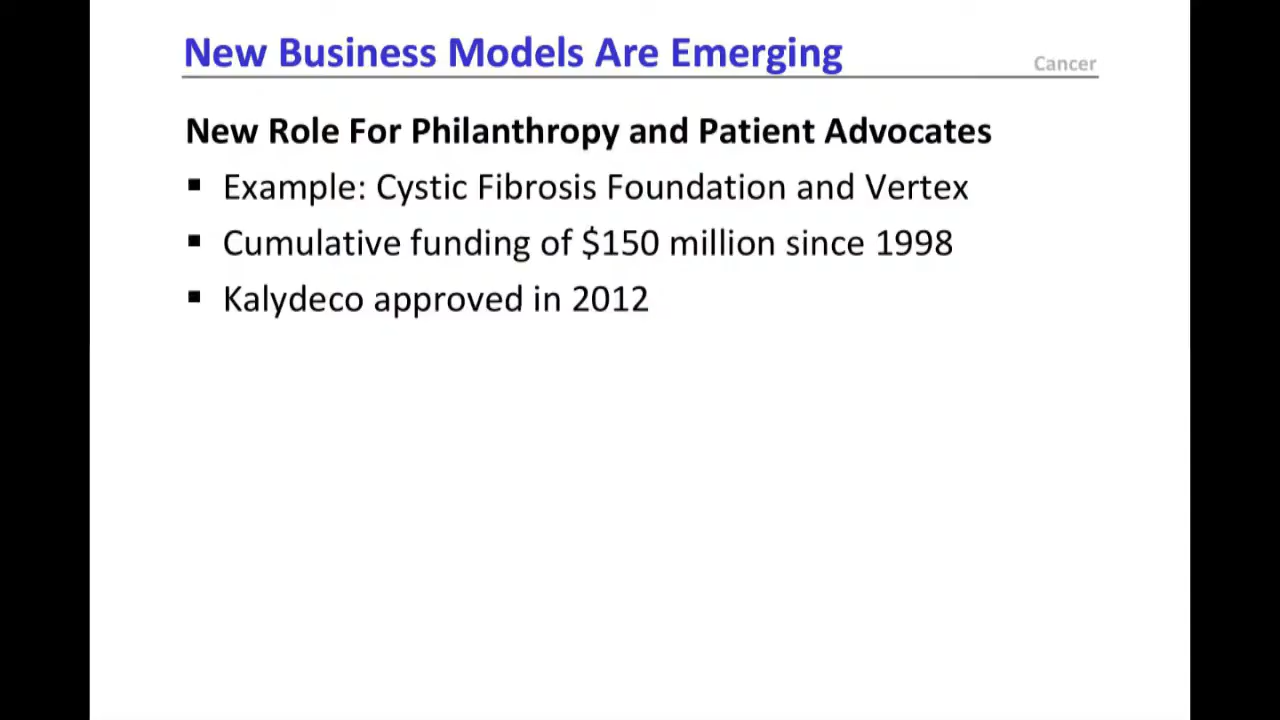 New Business Models Are Emerging
Cancer
New Role For Philanthropy and Patient Advocates
▪ Example: Cystic Fibrosis Foundation and Vertex
▪ Cumulative funding of $150 million since 1998
▪ Kalydeco approved in 2012